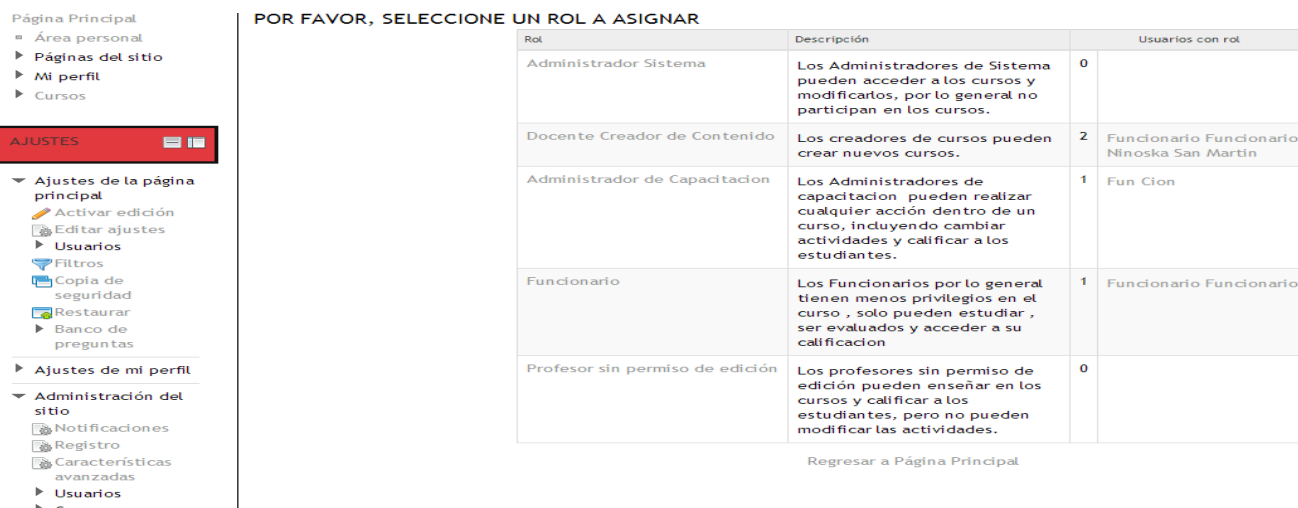 Página Principal
Área personal
Páginas del sitio
Mi perfil
Cursos
AJUSTES
Ajustes de la página
principal
Activar edición
Editar ajustes
Usuarios
Filtros
Copia de
seguridad
Restaurar
Banco de
preguntas
Ajustes de mi perfil
Administración del
sitio
Notificaciones
Registro
Características
avanzadas
Usuarios
POR FAVOR, SELECCIONE UN ROL A ASIGNAR
Rol Descripción Usuarios con rol
Administrador Sistema Los Administradores de Sistema 0
pueden acceder a los cursos y
modificarlos, por lo general no
participan en los cursos.
Docente Creador de Contenido Los creadores de cursos pueden 2 Funcionario Funcionario
crear nuevos cursos. Ninoska San Martin
Administrador de Capacitacion Los Administradores de 1 Fun Cion
capacitacion pueden realizar
cualquier acción dentro de un
curso, incluyendo cambiar
actividades y calificar a los
estudiantes.
Funcionario Los Funcionarios por lo general 1 Funcionario Funcionario
tienen menos privilegios en el
curso , solo pueden estudiar ,
ser evaluados y acceder a su
calificacion
Profesor sin permiso de edición Los profesores sin permiso de 0
edición pueden enseñar en los
cursos y calificar a los
estudiantes, pero no pueden
modificar las actividades.
Regresar a Página Principal